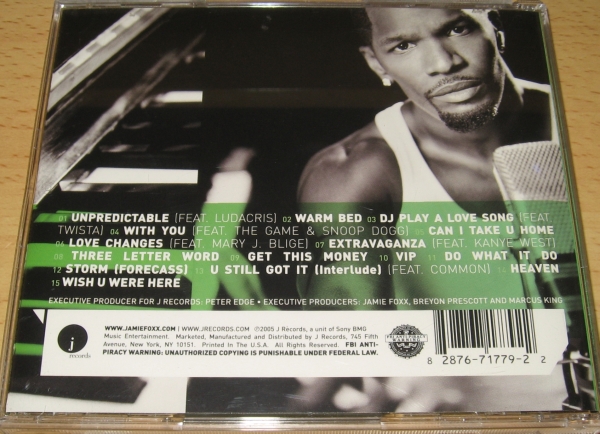 01 UNPREDICTABLE (FEAT. LUDACRIS) 02 WARM BED 03 DJ PLAY A LOVE SONG (FEAT.
TWISTA) 04 WITH YOU (FEAT. THE GAME & SNOOP DOGG) 05 CAN I TAKE U HOME
06 LOVE CHANGES (FEAT. MARY J. BLIGE) 07 EXTRAVAGANZA (FEAT. KANYE WEST)
08 THREE LETTER WORD 09 GET THIS MONEY 10 VIP 11 DO WHAT IT DO
12 STORM (FORECASS) 13 U STILL GOT IT (Interlude) (FEAT. COMMON) 14 HEAVEN
15 WISH U WERE HERE
EXECUTIVE PRODUCER FOR J RECORDS: PETER EDGE • EXECUTIVE PRODUCERS: JAMIE FOXX, BREYON PRESCOTT AND MARCUS KING
j
records
WWW.JAMIEFOXX.COM | WWW.JRECORDS.COM ℗©2005 J Records, a unit of Sony BMG
Music Entertainment. Marketed, Manufactured and Distributed by J Records, 745 Fifth
Avenue, New York, NY 10151. Printed In The U.S.A. All Rights Reserved. FBI ANTI-
PIRACY WARNING: UNAUTHORIZED COPYING IS PUNISHABLE UNDER FEDERAL LAW.
8 28767-71779-2 2